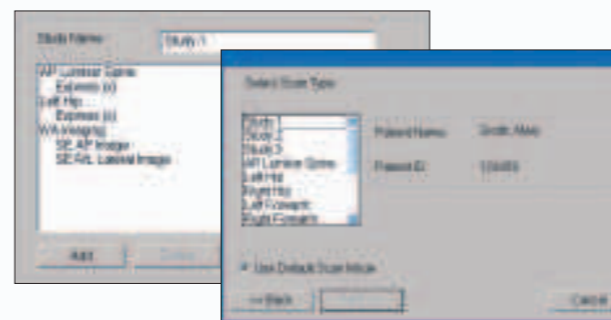 Study Name: Study 1
AP Lumbar Spine
Express (s)
Left Hip
Express (s)
IVA Imaging
SE AP Image
SE R/L Lateral Image
Add
Select Scan Type
Study 1
Study 2
Study 3
AP Lumbar Spine
Left Hip
Right Hip
Left Forearm
Right Forearm
Patient Name: Smith,
Patient ID:
Use Default Scan Mode
<< Back
Cancel